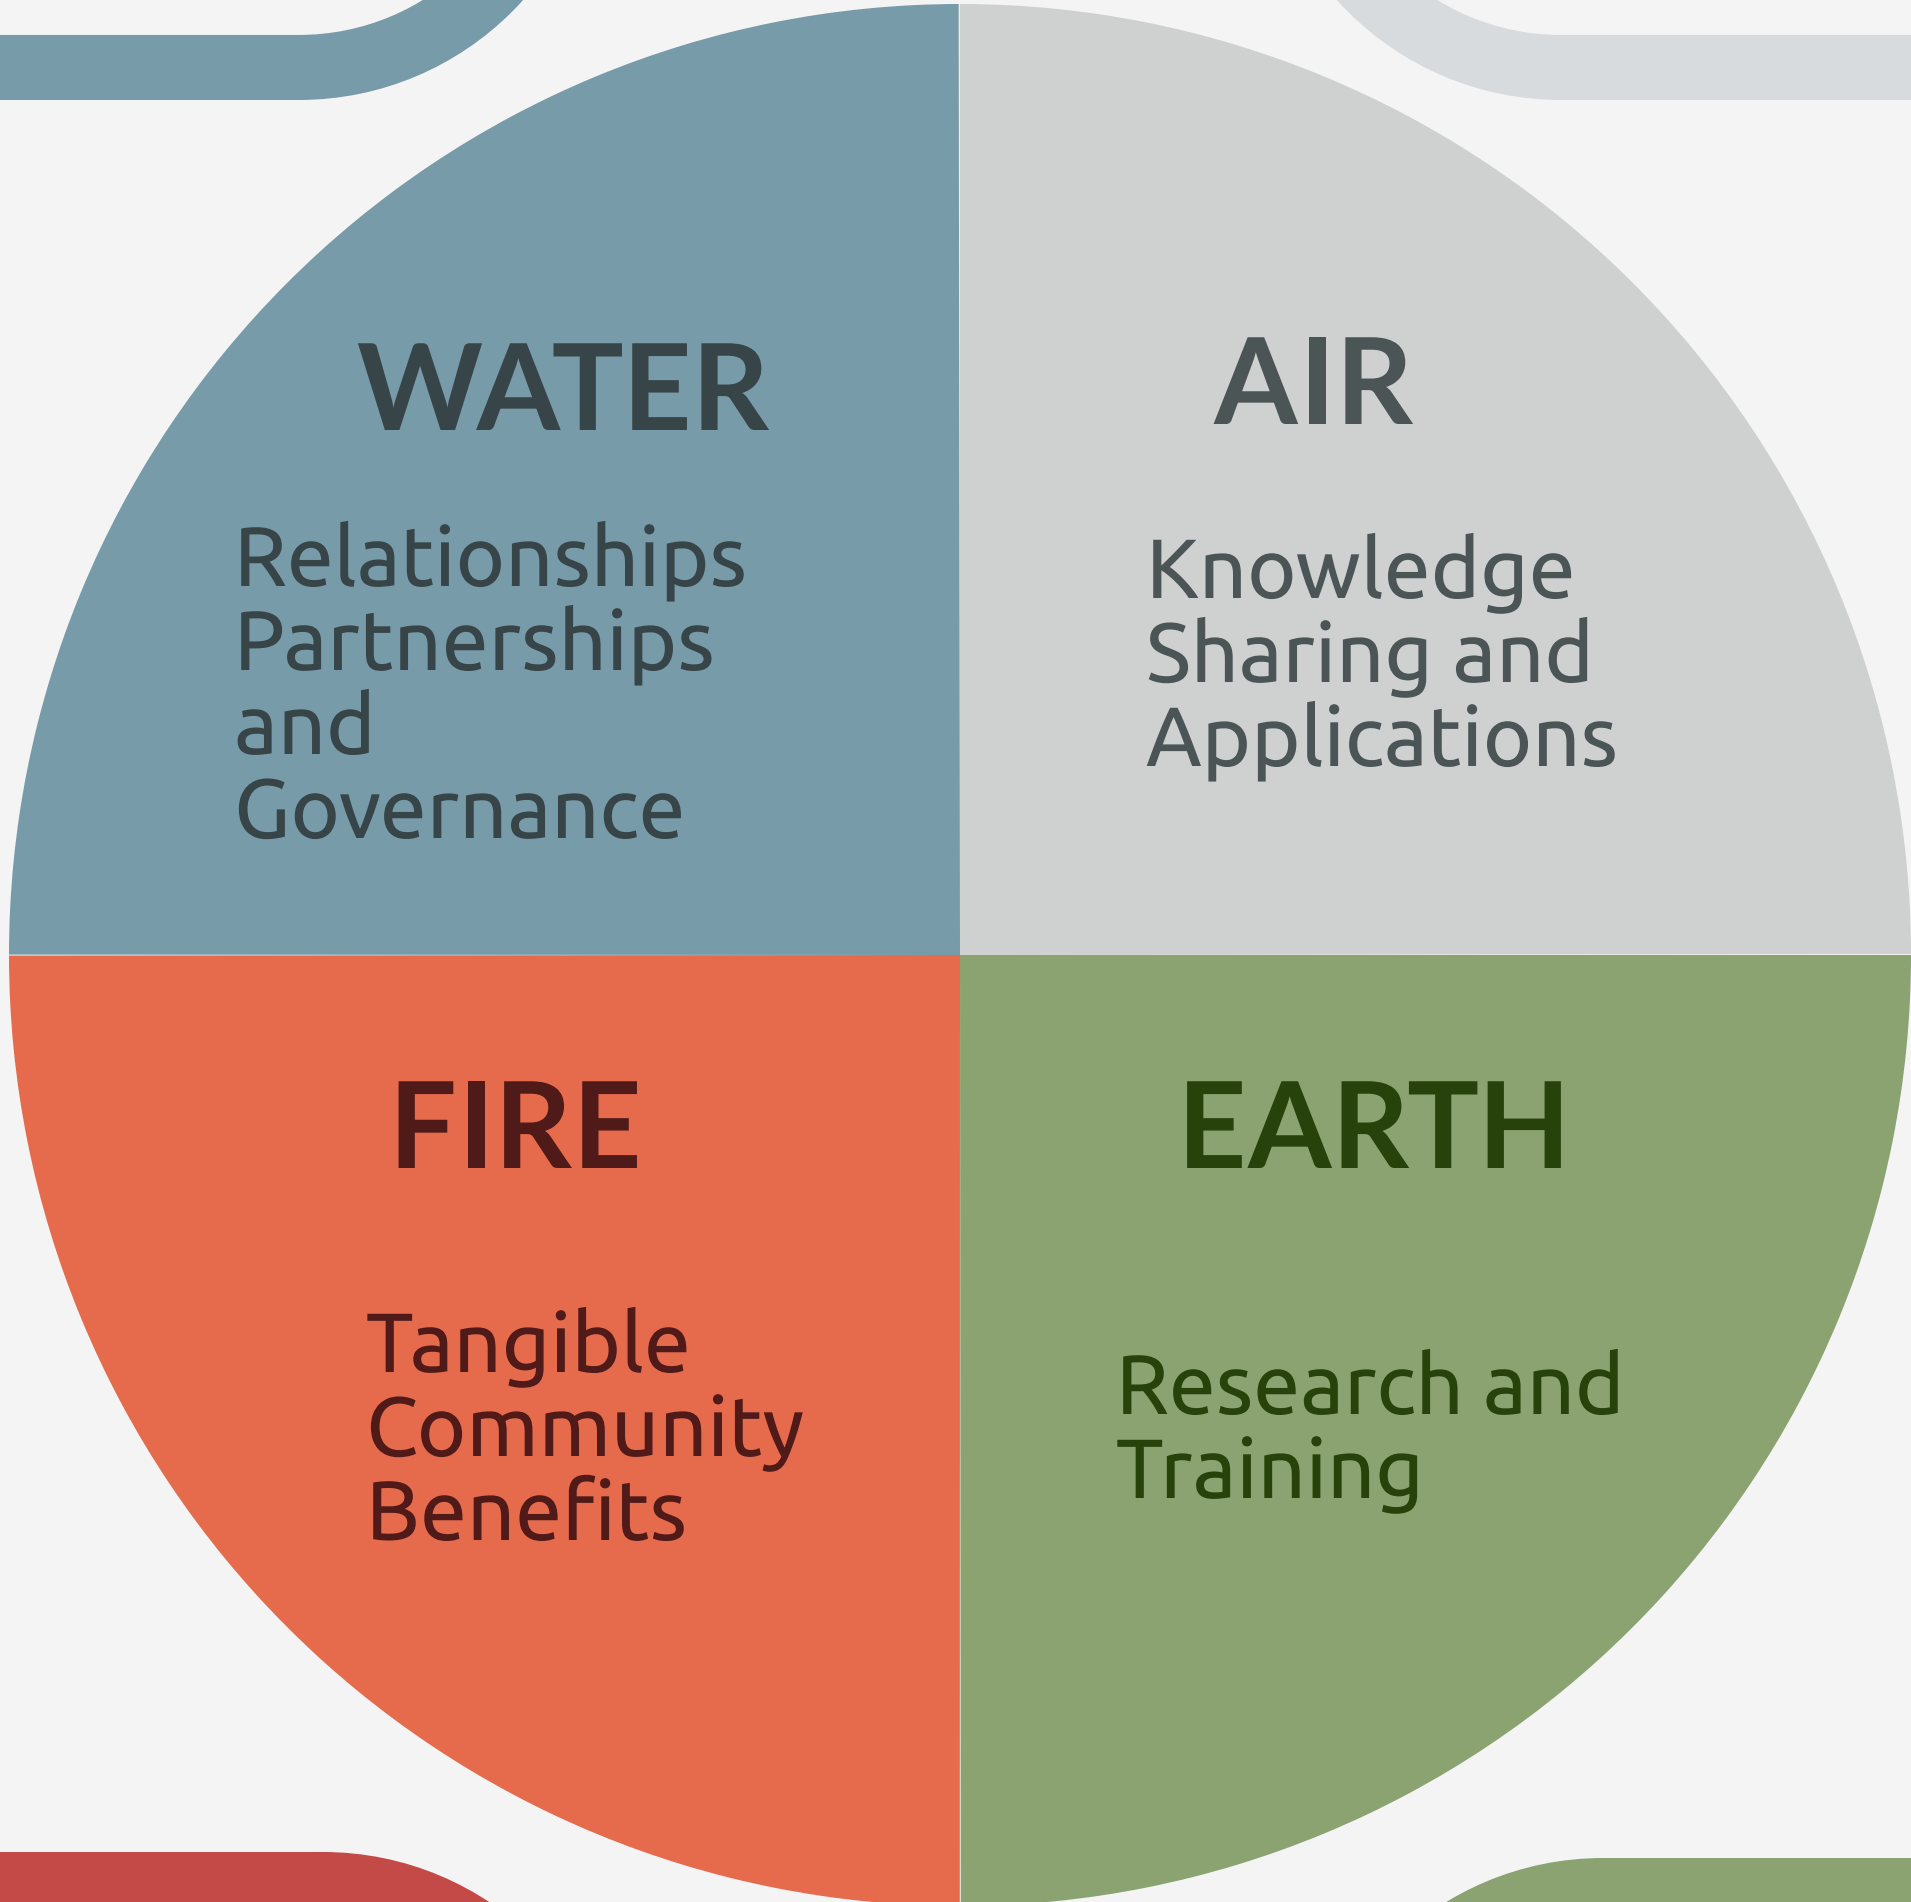 WATER
Relationships
Partnerships
and
Governance
AIR
Knowledge
Sharing and
Applications
FIRE
Tangible
Community
Benefits
EARTH
Research and
Training